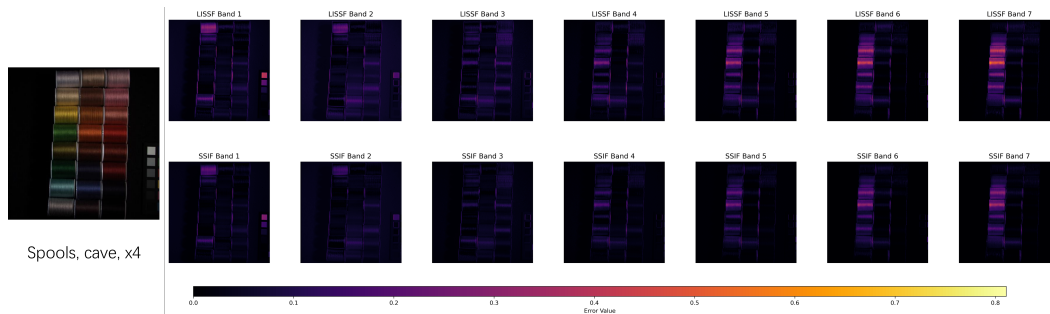 LISSF Band 1
LISSF Band 2
LISSF Band 3
LISSF Band 4
LISSF Band 5
LISSF Band 6
LISSF Band 7
SSIF Band 1
SSIF Band 2
SSIF Band 3
SSIF Band 4
SSIF Band 5
SSIF Band 6
SSIF Band 7
Spools, cave, x4
0.0 0.1 0.2 0.3 0.4 0.5 0.6 0.7 0.8
Error Value